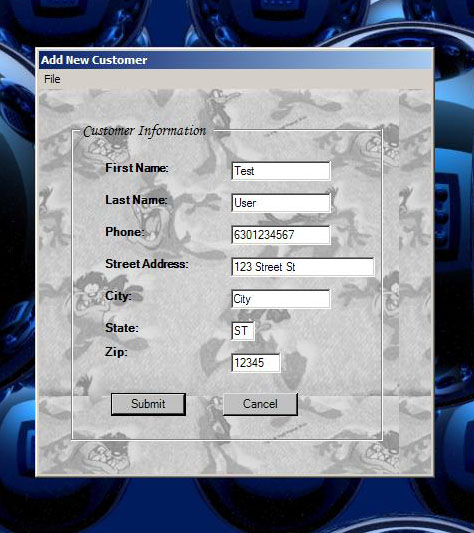 Add New Customer
File
Customer Information
First Name: Test
Last Name: User
Phone: 6301234567
Street Address: 123 Street St
City: City
State: ST
Zip: 12345
Submit Cancel